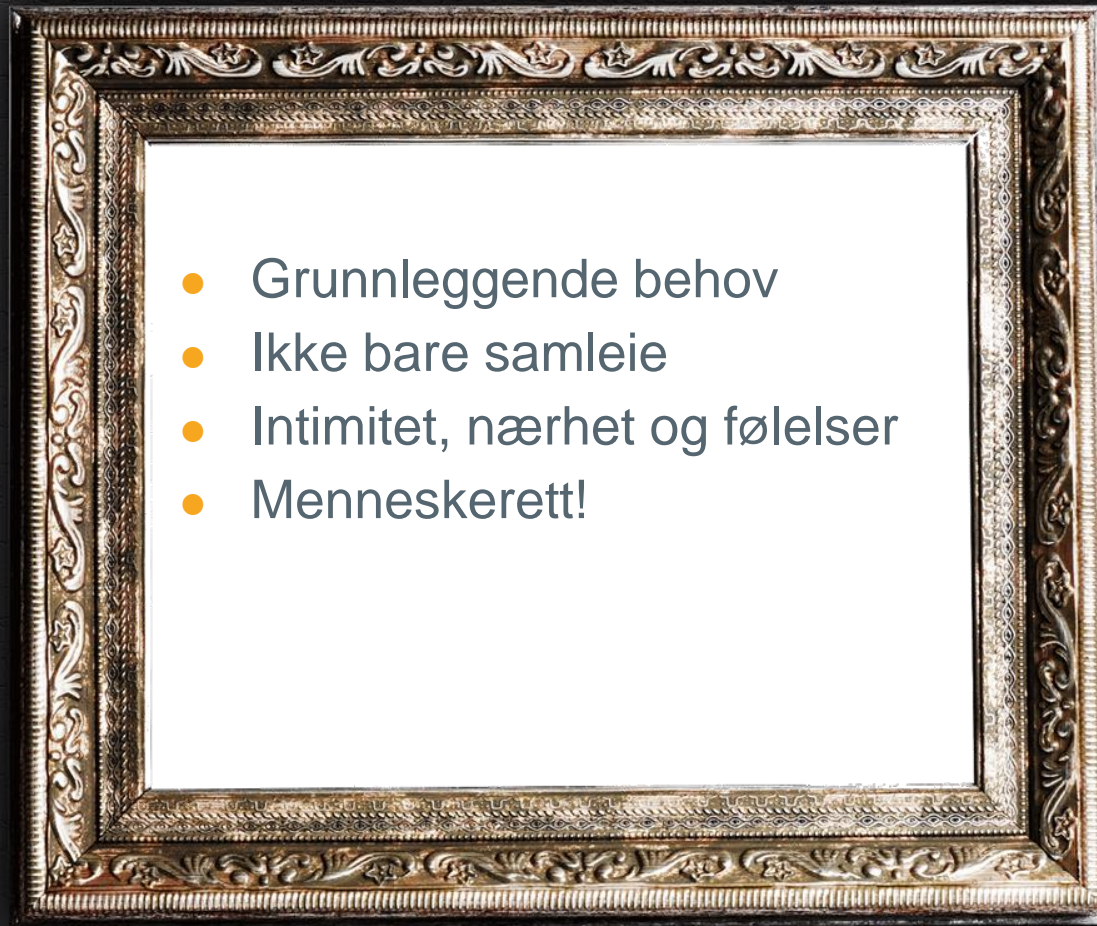 ● Grunnleggende behov
● Ikke bare samleie
● Intimitet, nærhet og følelser
● Menneskerett!